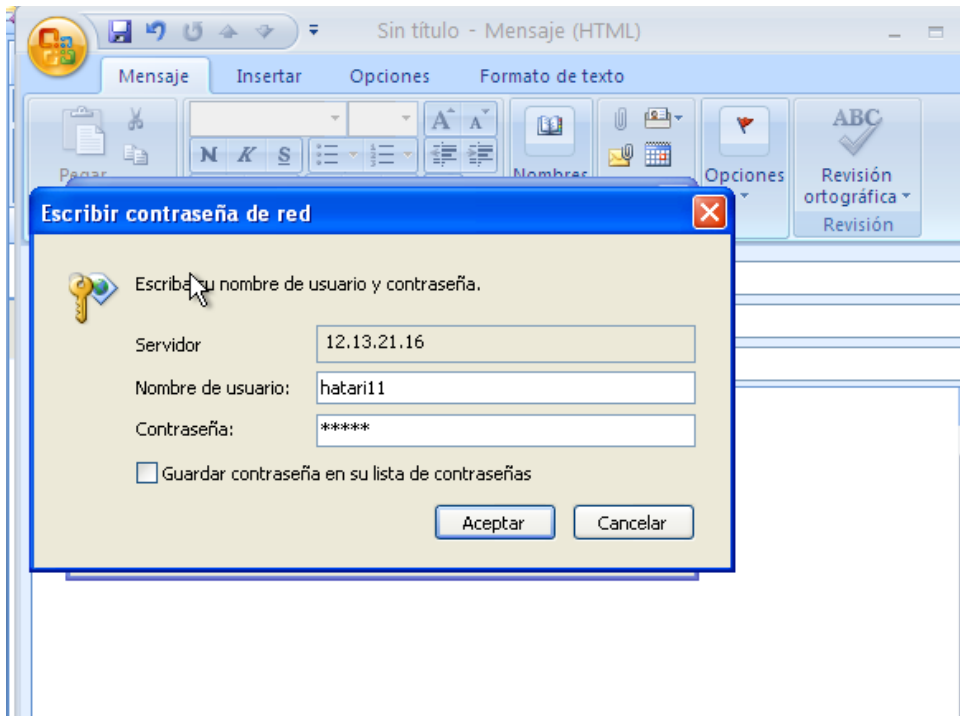 Sin título - Mensaje (HTML)
Mensaje Insertar Opciones Formato de texto
A A ABC
N K S
Pegar Nombres Opciones Revisión
ortográfica
Revisión
Escribir contraseña de red
Escriba su nombre de usuario y contraseña.
Servidor 12.13.21.16
Nombre de usuario: hatari11
Contraseña: *****
Guardar contraseña en su lista de contraseñas
Aceptar Cancelar